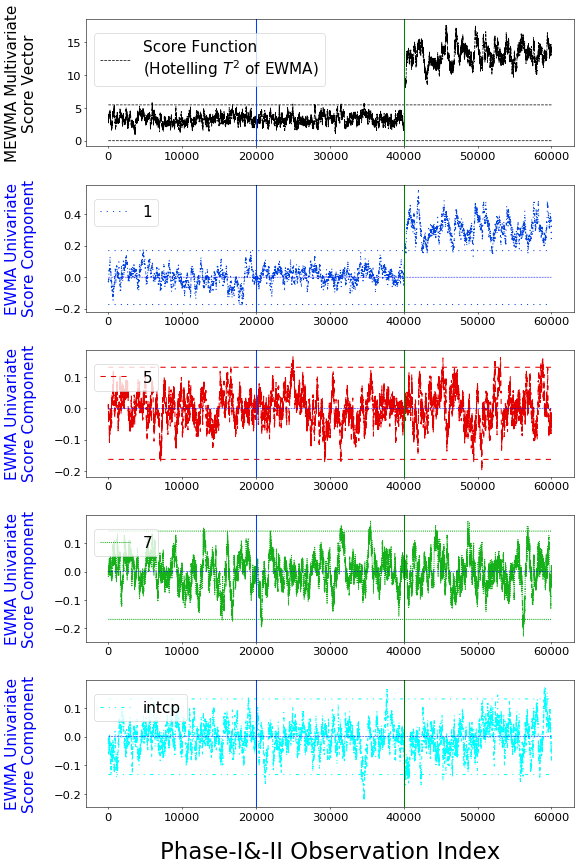 MEWMA Multivariate
Score Vector
Score Function
(Hotelling T² of EWMA)
15
10
5
0
0 10000 20000 30000 40000 50000 60000
EWMA Univariate
Score Component
1
0.4
0.2
0.0
−0.2
0 10000 20000 30000 40000 50000 60000
EWMA Univariate
Score Component
5
0.1
0.0
−0.1
−0.2
0 10000 20000 30000 40000 50000 60000
EWMA Univariate
Score Component
7
0.1
0.0
−0.1
−0.2
0 10000 20000 30000 40000 50000 60000
EWMA Univariate
Score Component
intcp
0.1
0.0
−0.1
−0.2
0 10000 20000 30000 40000 50000 60000
Phase-I&-II Observation Index